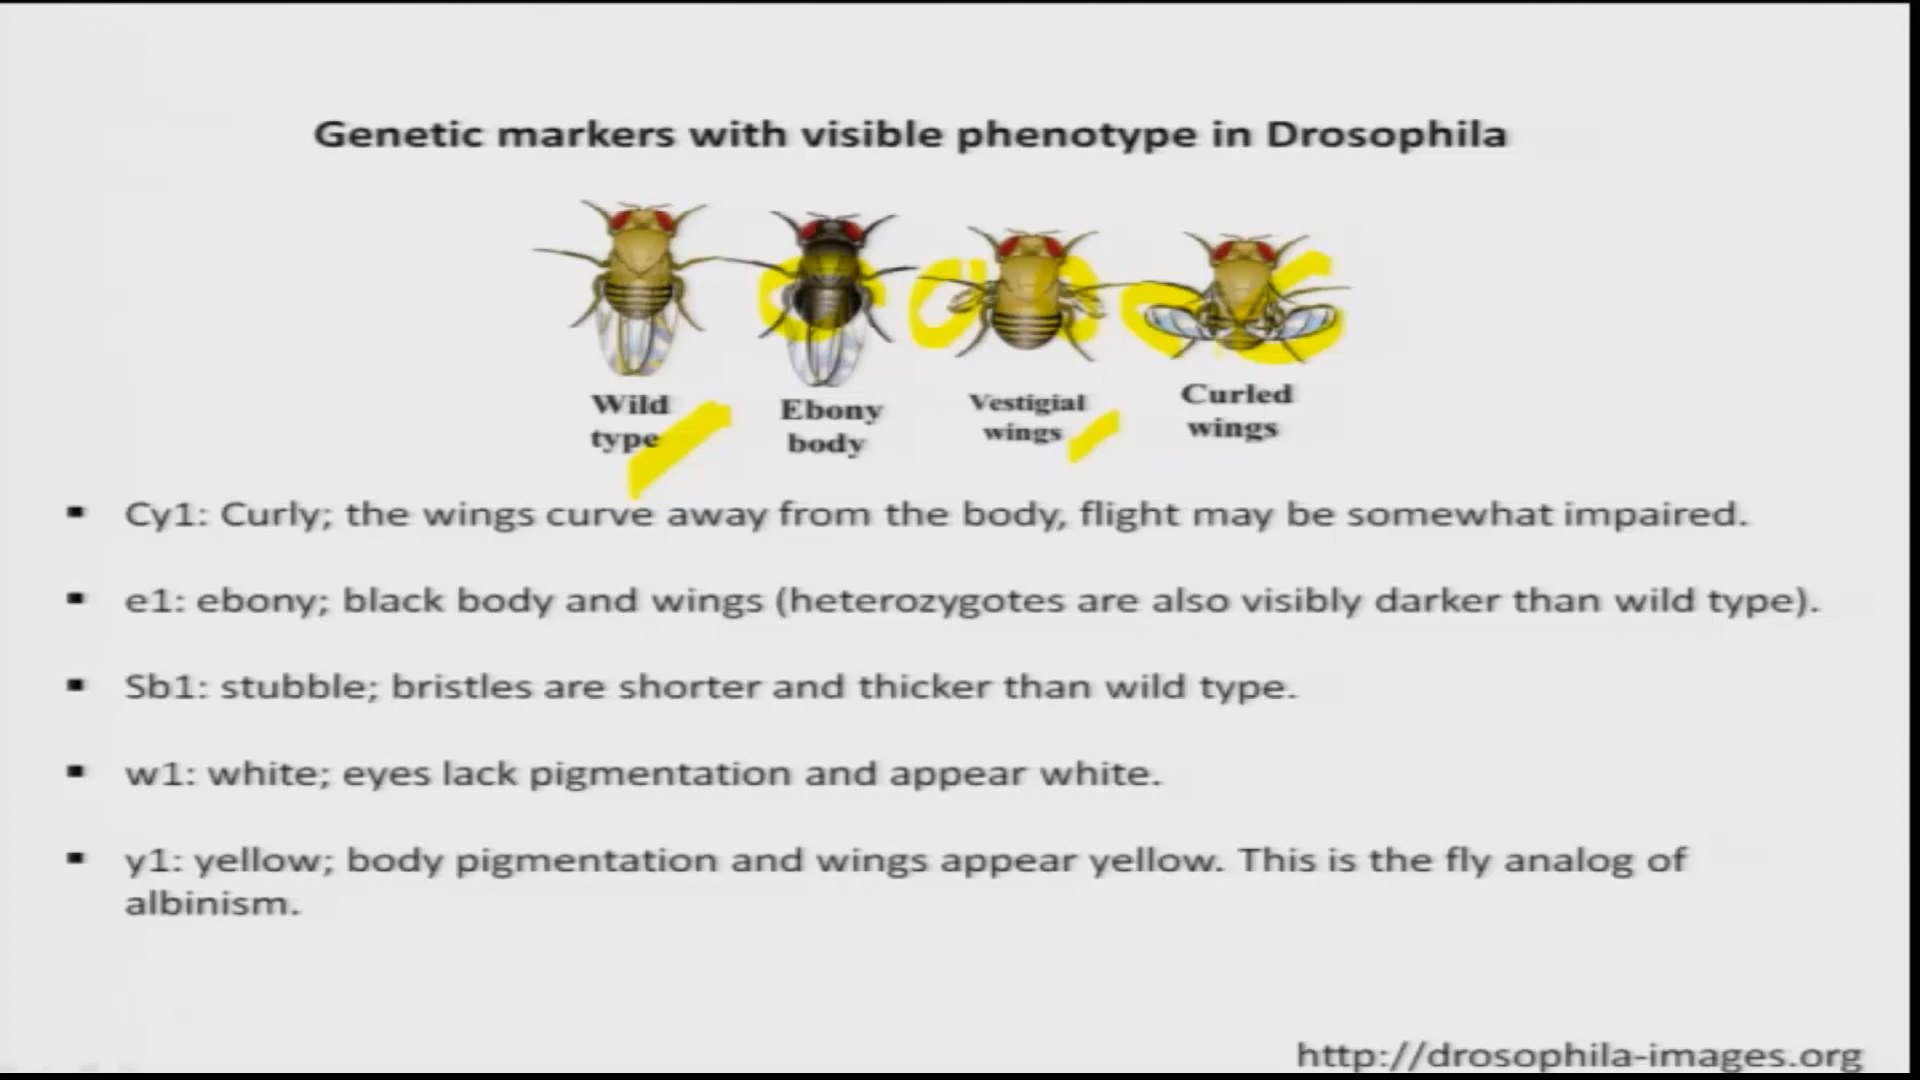 Genetic markers with visible phenotype in Drosophila
Wild type
Ebony body
Vestigial wings
Curled wings
▪ Cy1: Curly; the wings curve away from the body, flight may be somewhat impaired.
▪ e1: ebony; black body and wings (heterozygotes are also visibly darker than wild type).
▪ Sb1: stubble; bristles are shorter and thicker than wild type.
▪ w1: white; eyes lack pigmentation and appear white.
▪ y1: yellow; body pigmentation and wings appear yellow. This is the fly analog of
albinism.
http://drosophila-images.org